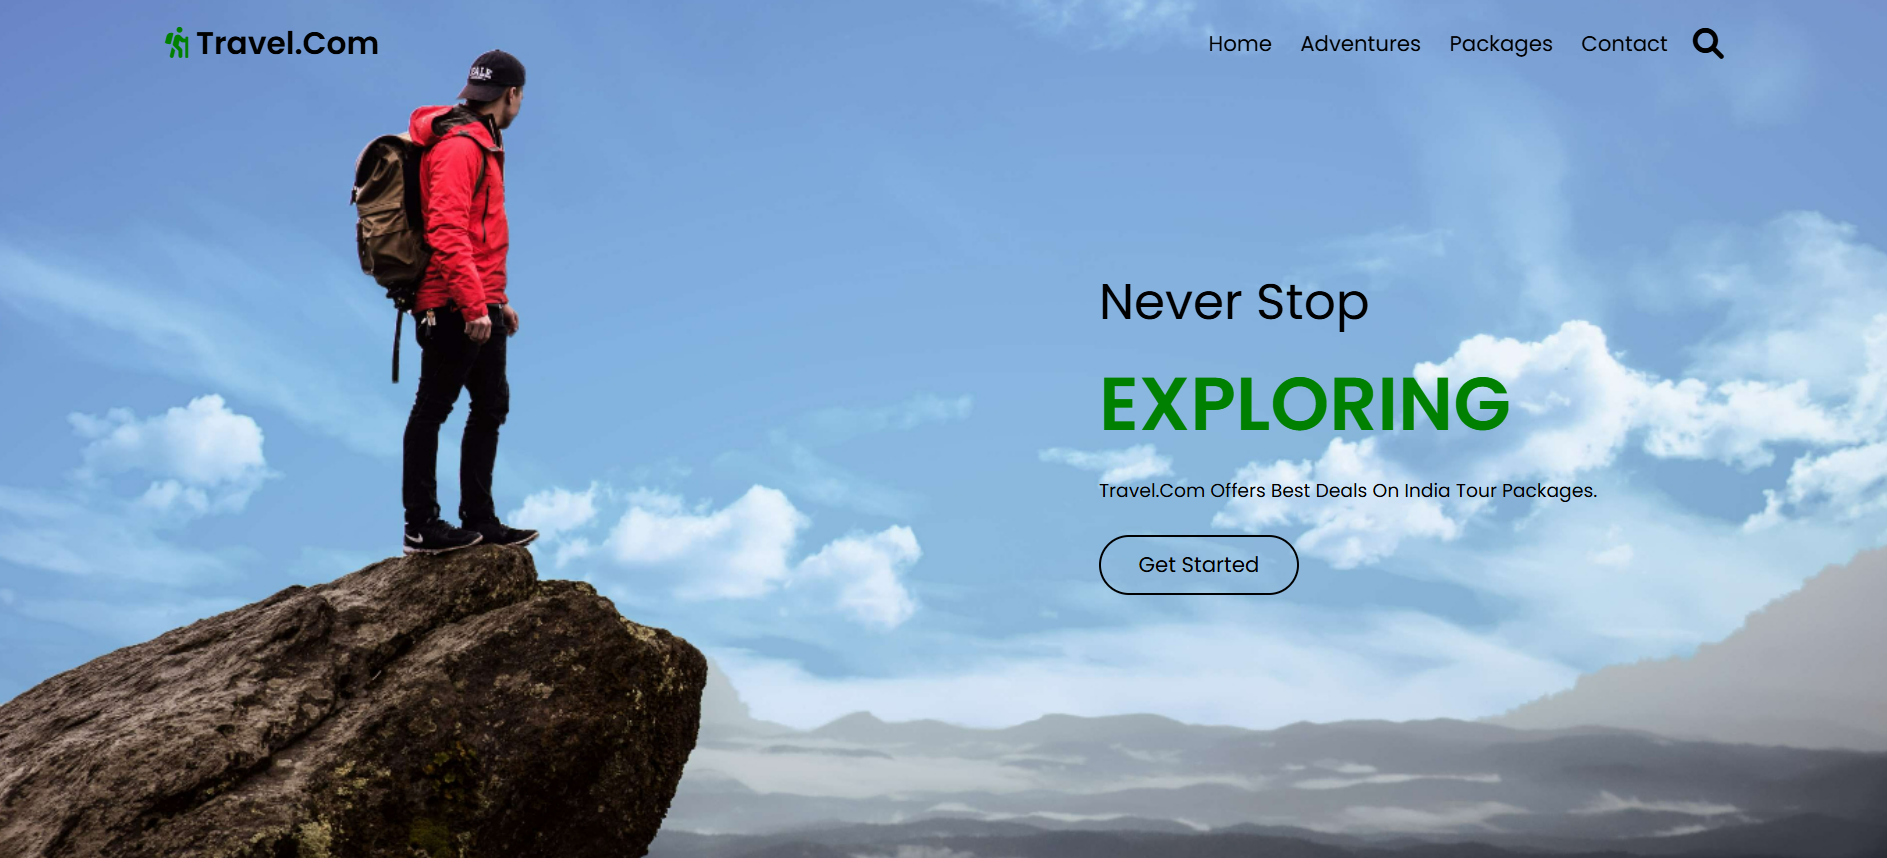 Travel.Com
Home Adventures Packages Contact
Never Stop
EXPLORING
Travel.Com Offers Best Deals On India Tour Packages.
Get Started